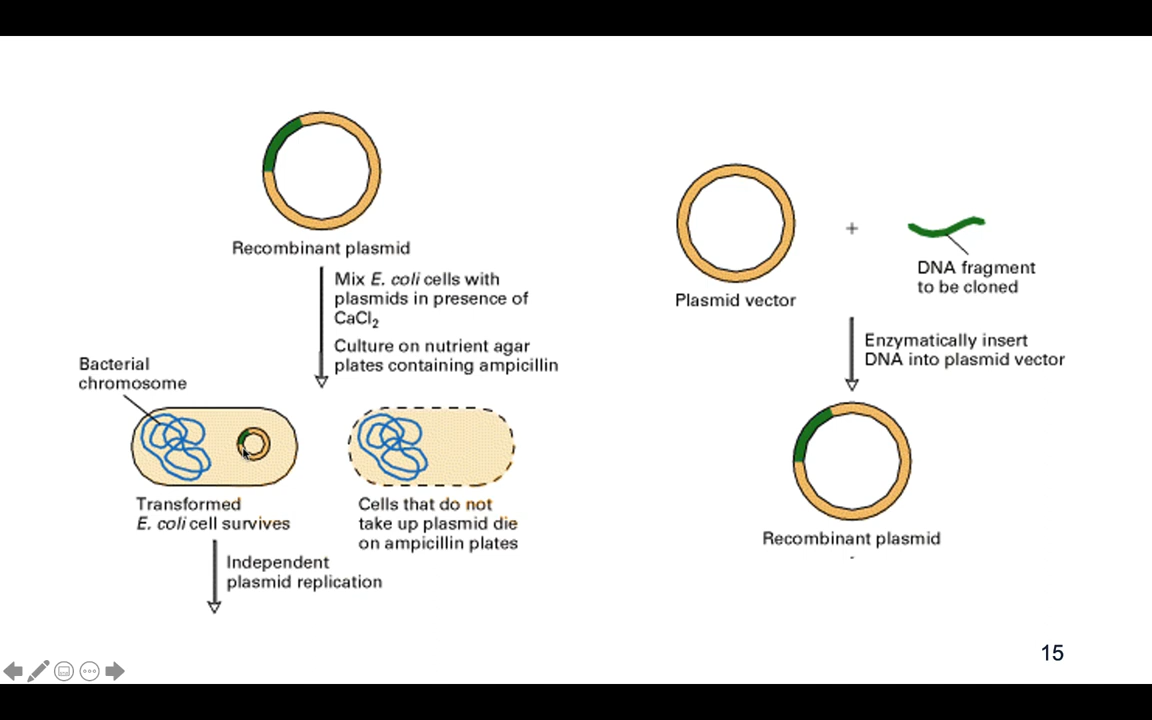 Recombinant plasmid
Mix E. coli cells with
plasmids in presence of
CaCl₂
Culture on nutrient agar
plates containing ampicillin
Bacterial
chromosome
Transformed
E. coli cell survives
Cells that do not
take up plasmid die
on ampicillin plates
Independent
plasmid replication
Plasmid vector
+
DNA fragment
to be cloned
Enzymatically insert
DNA into plasmid vector
Recombinant plasmid
15